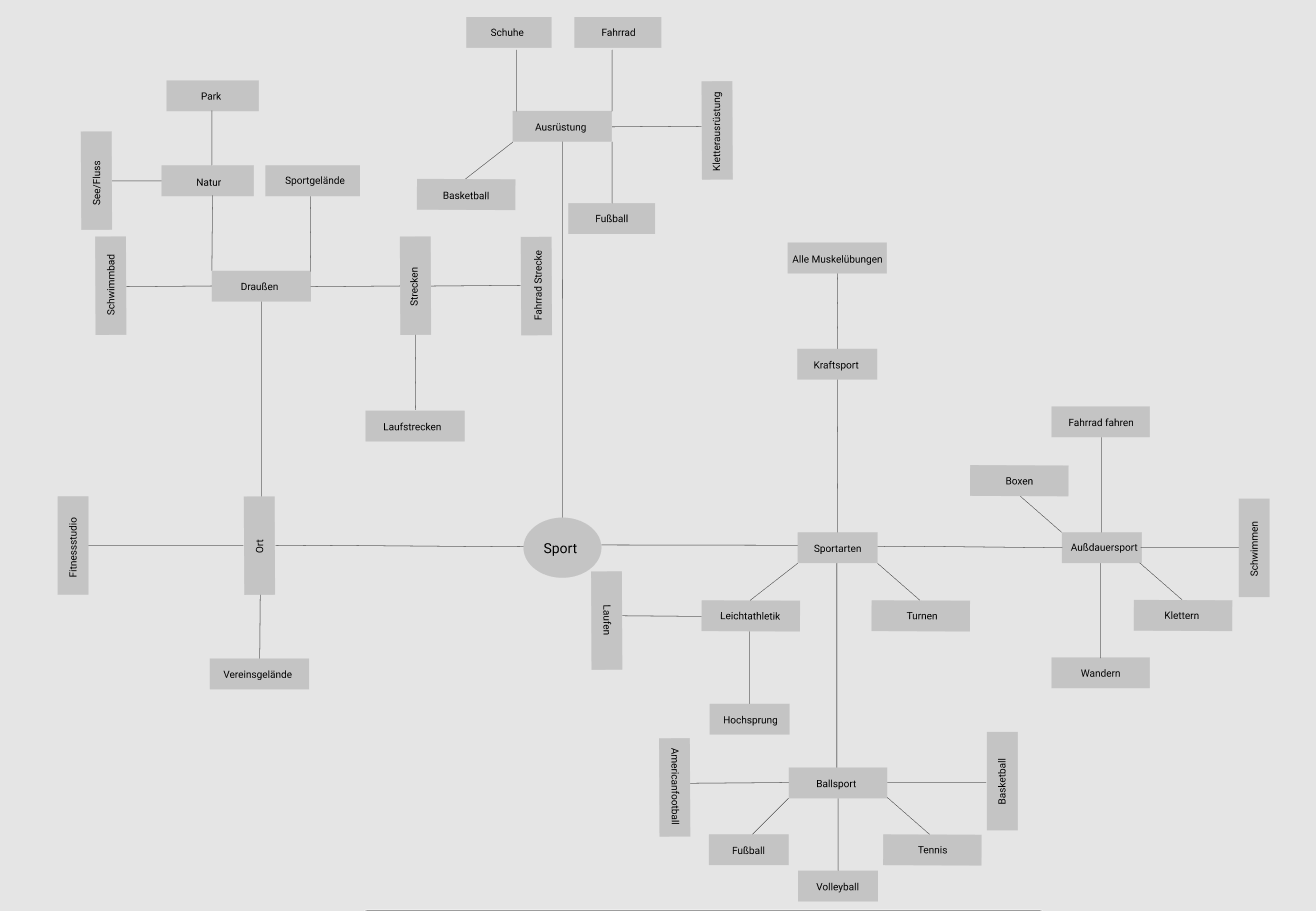 Schuhe
Fahrrad
Park
Kletterausrüstung
Ausrüstung
See/Fluss
Natur
Sportgelände
Basketball
Fußball
Schwimmbad
Draußen
Strecken
Fahrrad Strecke
Alle Muskelübungen
Kraftsport
Laufstrecken
Fahrrad fahren
Boxen
Fitnessstudio
Ort
Sport
Sportarten
Außdauersport
Schwimmen
Laufen
Leichtathletik
Turnen
Klettern
Vereinsgelände
Wandern
Hochsprung
Americanfootball
Ballsport
Basketball
Fußball
Tennis
Volleyball